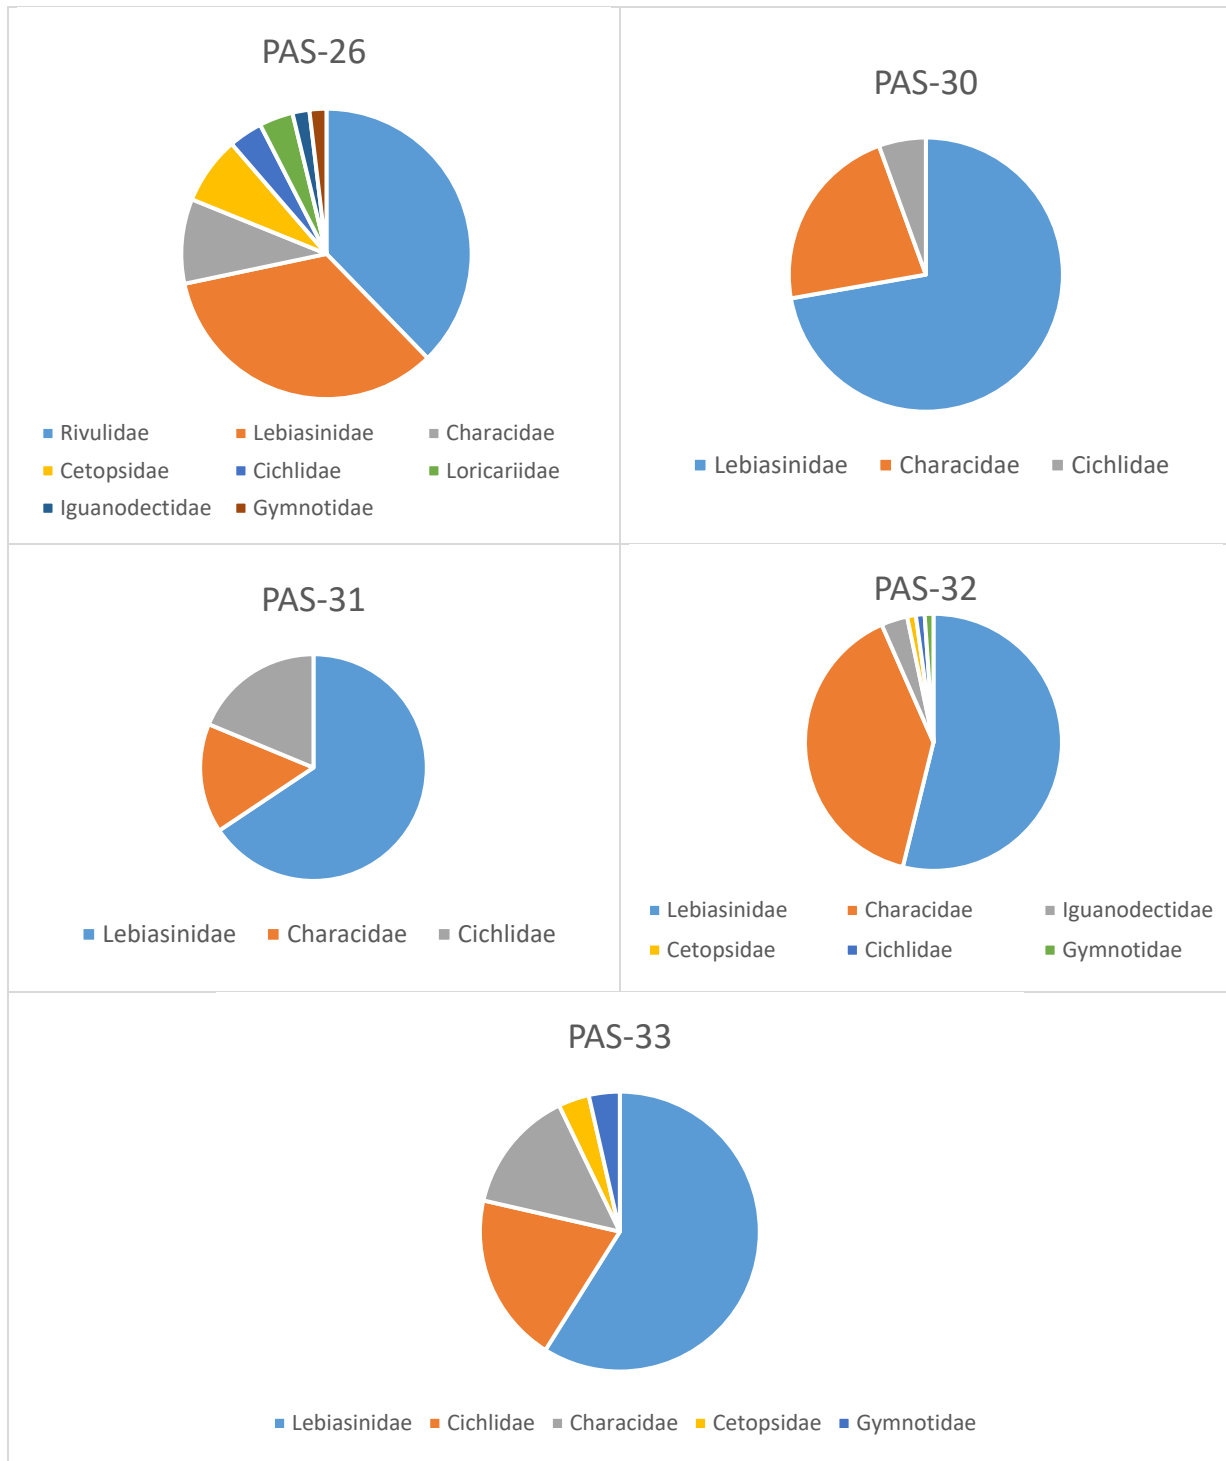 PAS-26
Rivulidae Lebiasinidae Characidae
Cetopsidae Cichlidae Loricariidae
Iguanodectidae Gymnotidae
PAS-30
Lebiasinidae Characidae Cichlidae
PAS-31
Lebiasinidae Characidae Cichlidae
PAS-32
Lebiasinidae Characidae Iguanodectidae
Cetopsidae Cichlidae Gymnotidae
PAS-33
Lebiasinidae Cichlidae Characidae Cetopsidae Gymnotidae